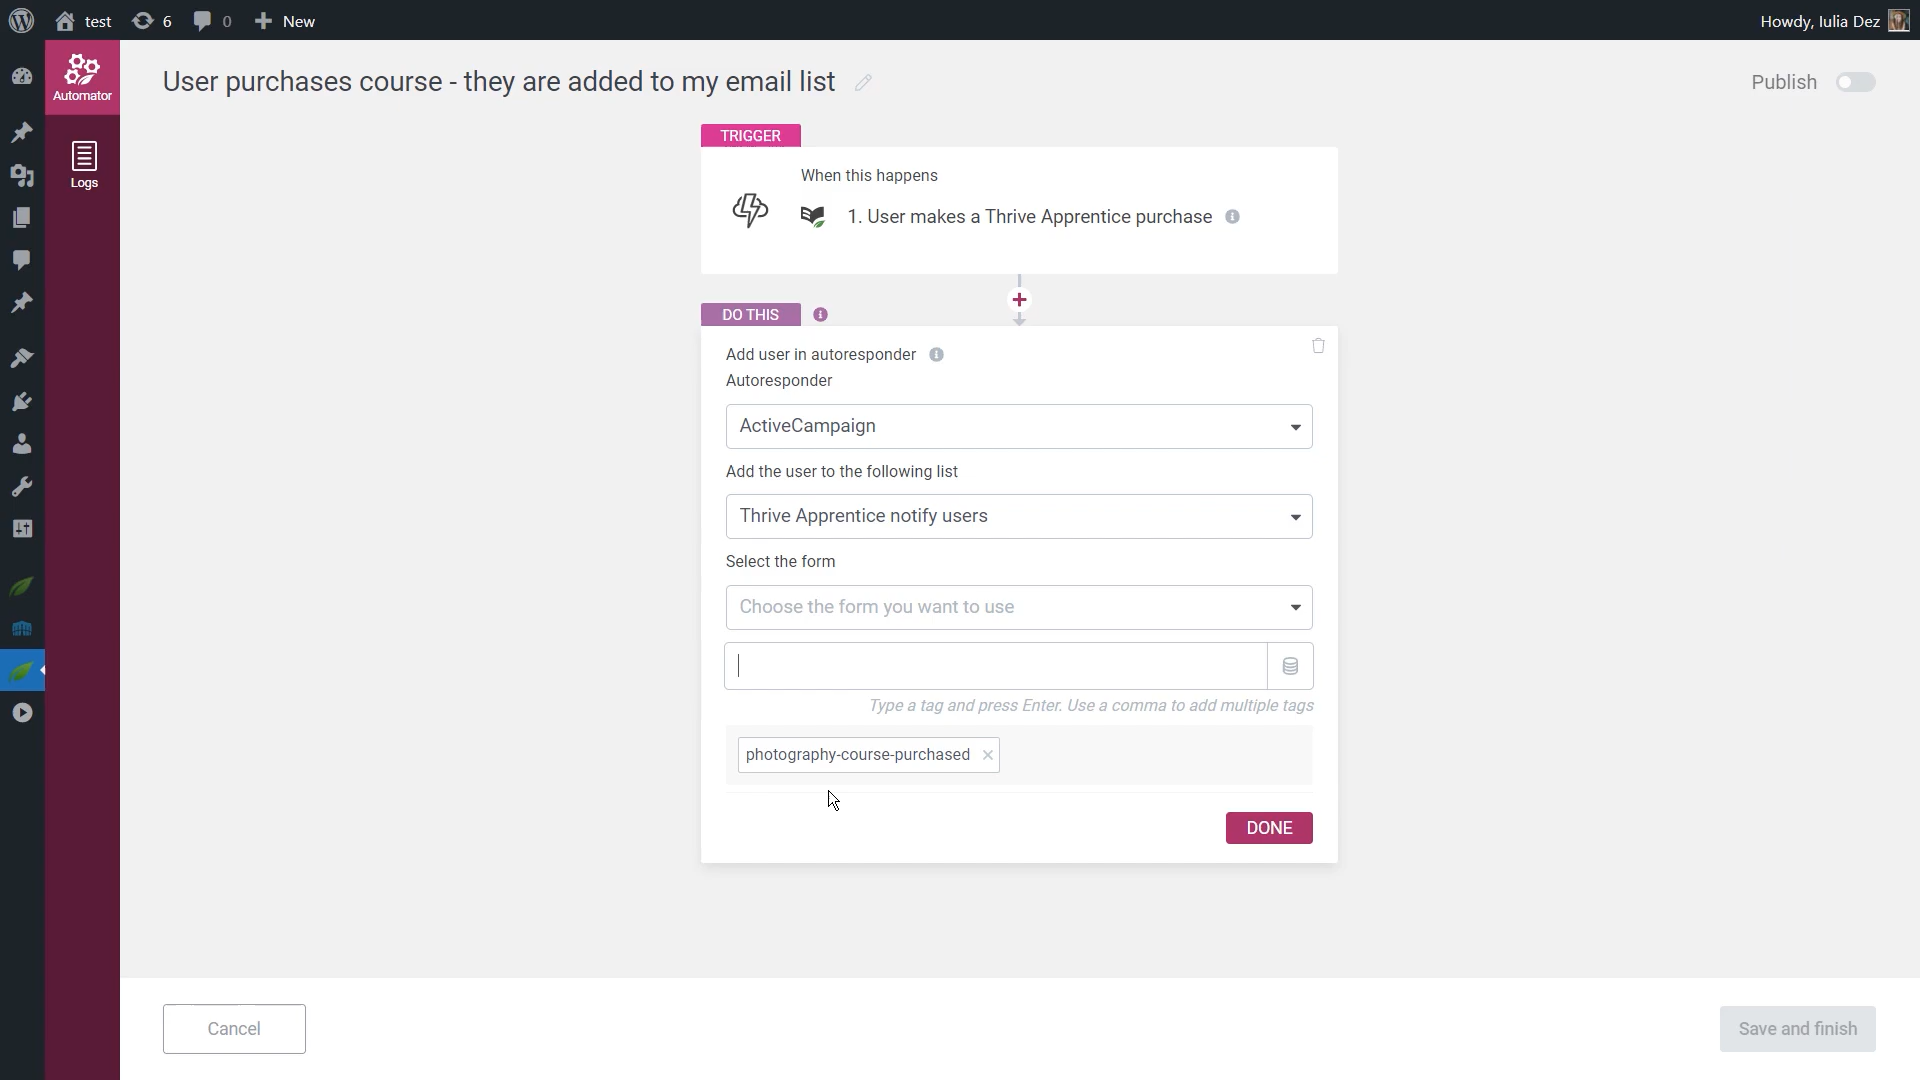 test 6 0 New Howdy, Iulia Dez
Automator
Logs
User purchases course - they are added to my email list
Publish
TRIGGER
When this happens
1. User makes a Thrive Apprentice purchase
DO THIS
Add user in autoresponder
Autoresponder
ActiveCampaign
Add the user to the following list
Thrive Apprentice notify users
Select the form
Choose the form you want to use
Type a tag and press Enter. Use a comma to add multiple tags
photography-course-purchased
DONE
Cancel
Save and finish